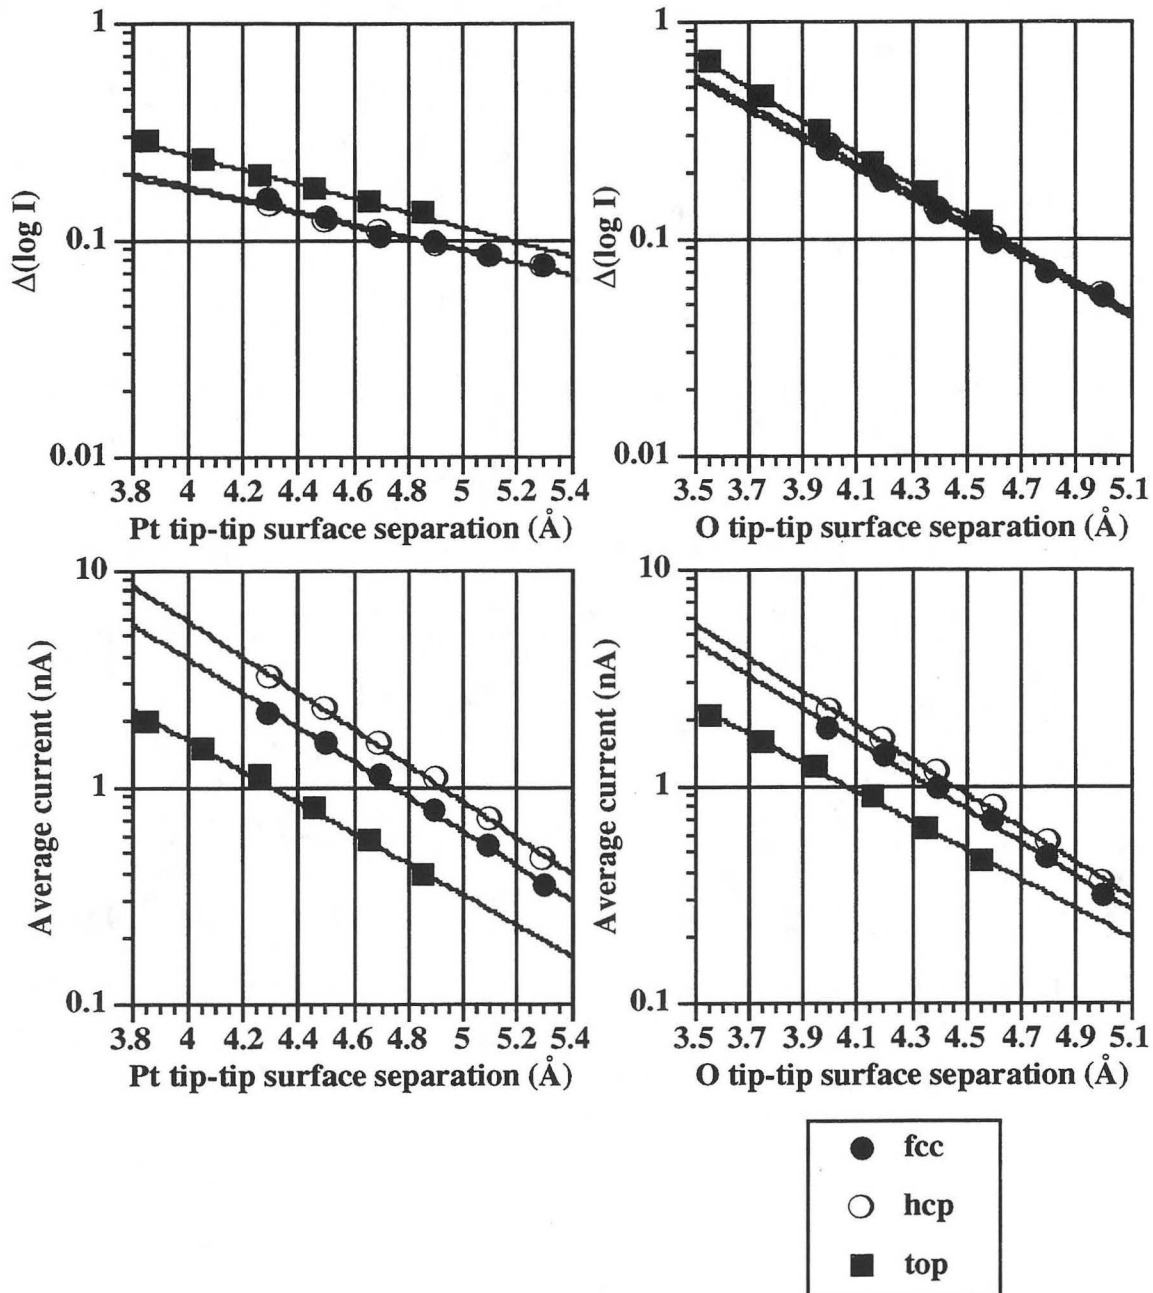 1
0.1
0.01
Δ(log I)
3.8 4 4.2 4.4 4.6 4.8 5 5.2 5.4
Pt tip-tip surface separation (Å)
1
0.1
0.01
Δ(log I)
3.5 3.7 3.9 4.1 4.3 4.5 4.7 4.9 5.1
O tip-tip surface separation (Å)
10
1
0.1
Average current (nA)
3.8 4 4.2 4.4 4.6 4.8 5 5.2 5.4
Pt tip-tip surface separation (Å)
10
1
0.1
Average current (nA)
3.5 3.7 3.9 4.1 4.3 4.5 4.7 4.9 5.1
O tip-tip surface separation (Å)
fcc
hcp
top